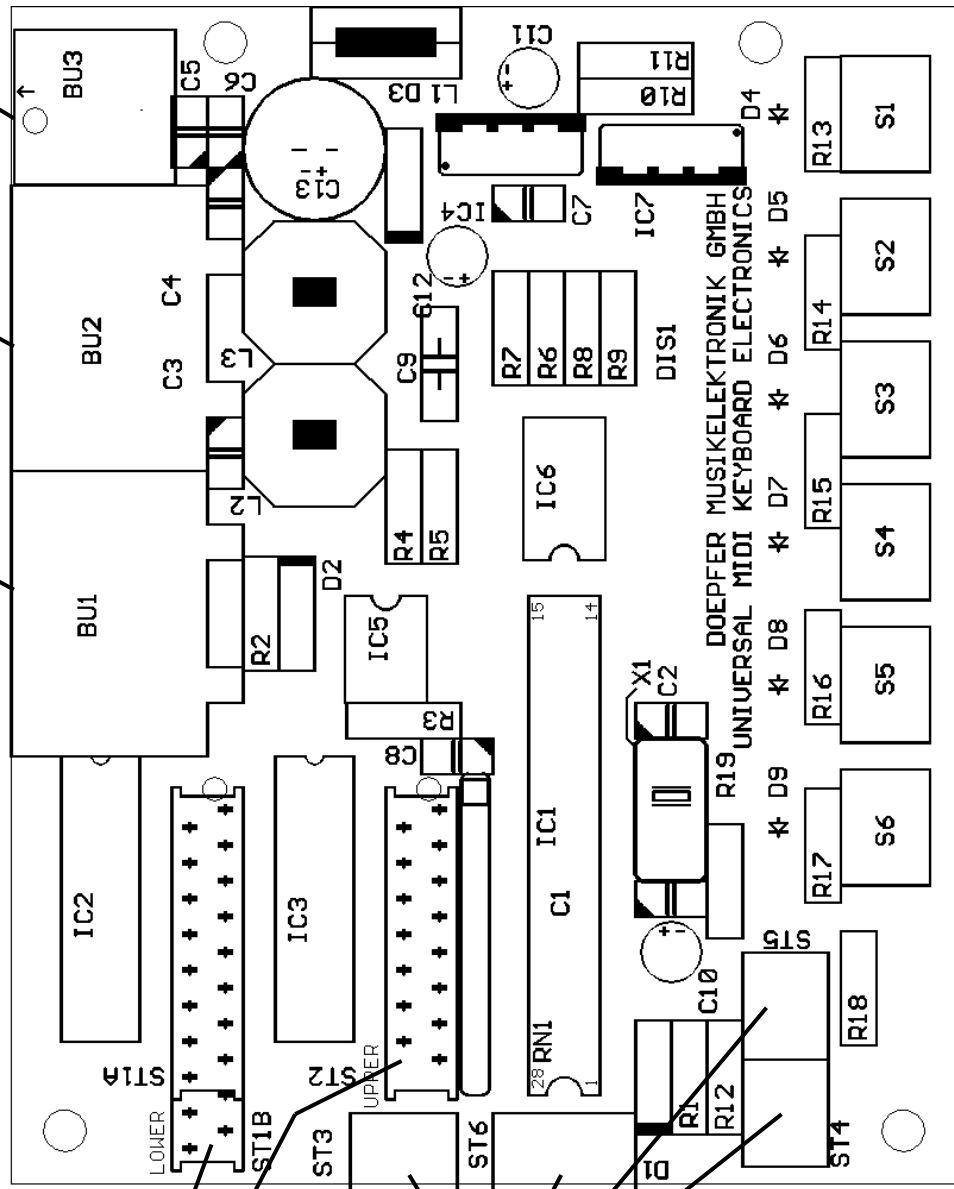 BU3
C5
C6
D3
L1
C11
R11
R10
D4
R13
S1
C13
IC4
C7
IC7
D5
S2
C4
BU2
C12
R14
L3
C3
C9
R7
R6
R8
R9
DIS1
D6
S3
DOEPFER MUSIKELEKTRONIK GMBH
UNIVERSAL MIDI KEYBOARD ELECTRONICS
L2
R4
R5
IC6
D7
R15
S4
BU1
R2
D2
IC5
15
14
D8
R16
S5
R3
C8
X1
C2
R19
D9
R17
S6
IC2
IC3
IC1
C1
ST5
C10
R18
ST1A
ST2
UPPER
RN1
28
1
R1
R12
LOWER
ST1B
ST3
ST6
D1
ST4